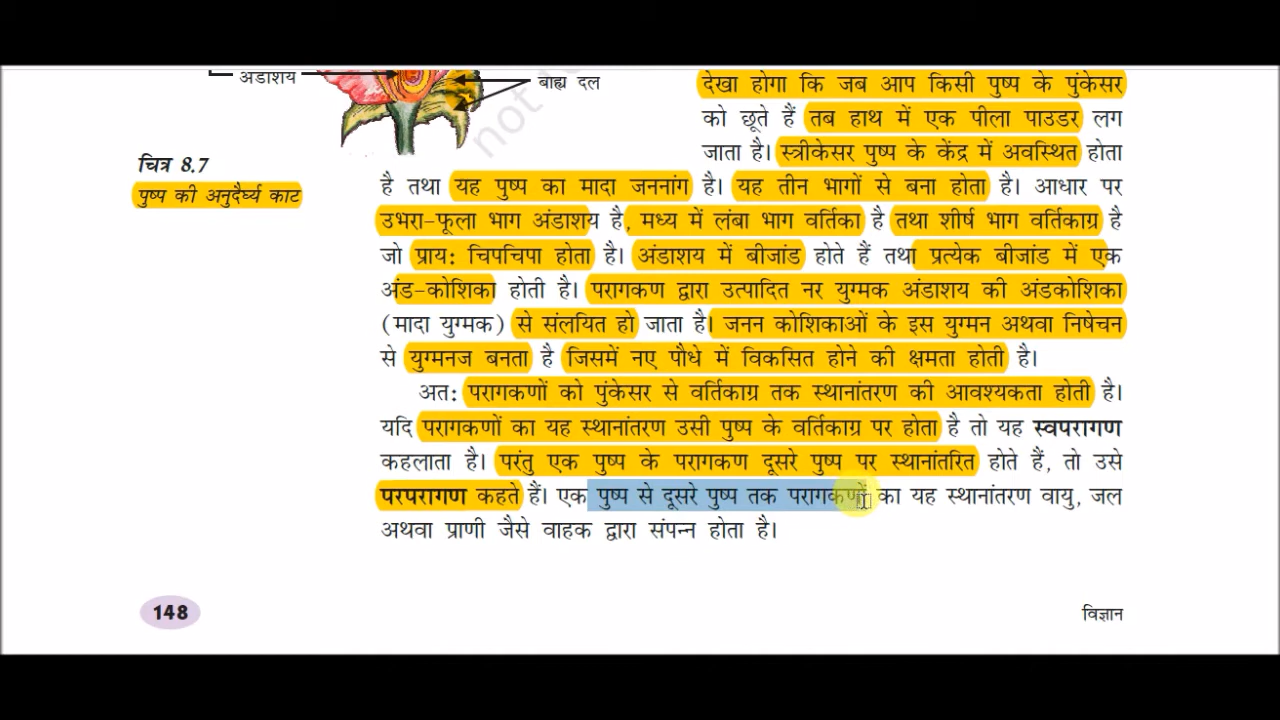 अंडाशय
बाह्य दल
not
चित्र 8.7
पुष्प की अनुदैर्घ्य काट
देखा होगा कि जब आप किसी पुष्प के पुंकेसर
को छूते हैं तब हाथ में एक पीला पाउडर लग
जाता है। स्त्रीकेसर पुष्प के केंद्र में अवस्थित होता
है तथा यह पुष्प का मादा जननांग है। यह तीन भागों से बना होता है। आधार पर
उभरा-फूला भाग अंडाशय है, मध्य में लंबा भाग वर्तिका है तथा शीर्ष भाग वर्तिकाग्र है
जो प्राय: चिपचिपा होता है। अंडाशय में बीजांड होते हैं तथा प्रत्येक बीजांड में एक
अंड-कोशिका होती है। परागकण द्वारा उत्पादित नर युग्मक अंडाशय की अंडकोशिका
(मादा युग्मक) से संलयित हो जाता है। जनन कोशिकाओं के इस युग्मन अथवा निषेचन
से युग्मनज बनता है जिसमें नए पौधे में विकसित होने की क्षमता होती है।
अत: परागकणों को पुंकेसर से वर्तिकाग्र तक स्थानांतरण की आवश्यकता होती है।
यदि परागकणों का यह स्थानांतरण उसी पुष्प के वर्तिकाग्र पर होता है तो यह स्वपरागण
कहलाता है। परंतु एक पुष्प के परागकण दूसरे पुष्प पर स्थानांतरित होते हैं, तो उसे
परपरागण कहते हैं। एक पुष्प से दूसरे पुष्प तक परागकणों का यह स्थानांतरण वायु, जल
अथवा प्राणी जैसे वाहक द्वारा संपन्न होता है।
148
विज्ञान